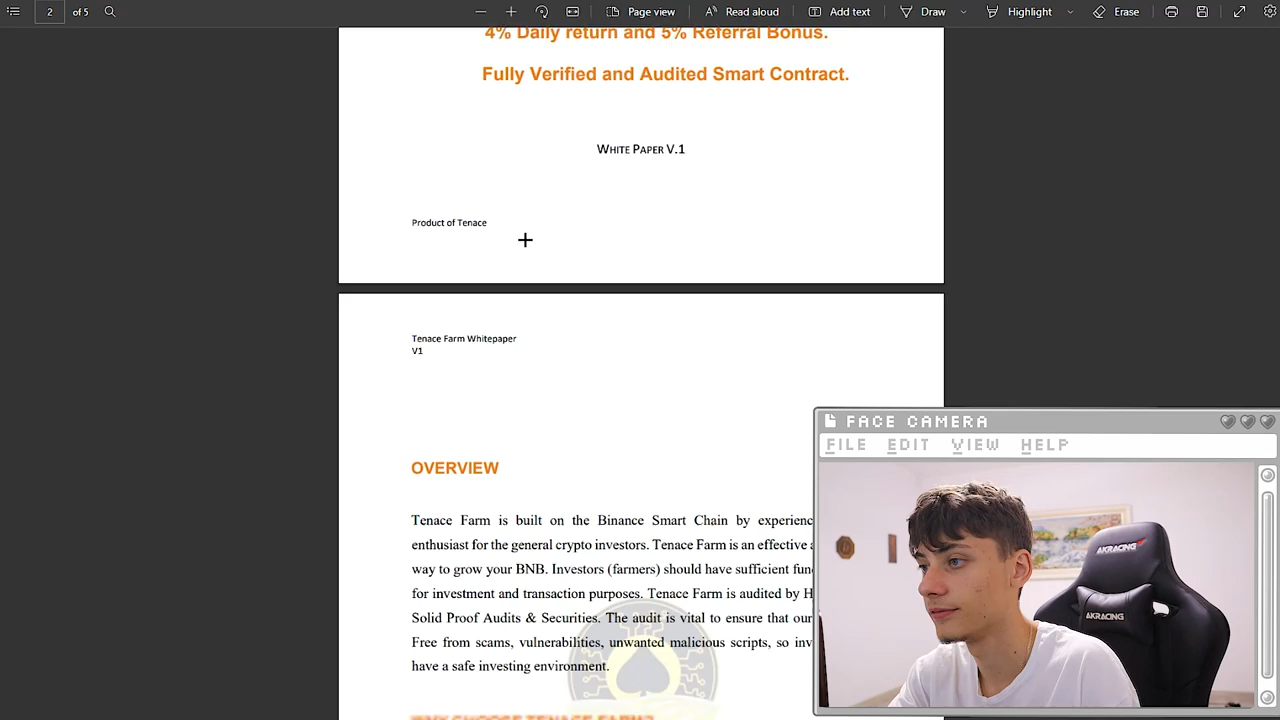 2 of 5
Page view
Read aloud
Add text
Draw
Highlight
Erase
4% Daily return and 5% Referral Bonus.
Fully Verified and Audited Smart Contract.
WHITE PAPER V.1
Product of Tenace
Tenace Farm Whitepaper
V1
OVERVIEW
Tenace Farm is built on the Binance Smart Chain by
enthusiast for the general crypto investors. Tenace Farm is an effective
way to grow your BNB. Investors (farmers) should have sufficient
for investment and transaction purposes. Tenace Farm is audited by
Solid Proof Audits & Securities. The audit is vital to ensure that our
Free from scams, vulnerabilities, unwanted malicious scripts, so
have a safe investing environment.
WHY CHOOSE TENACE FARM?
FACE CAMERA
FILE EDIT VIEW HELP
AKRACING
AKRACING